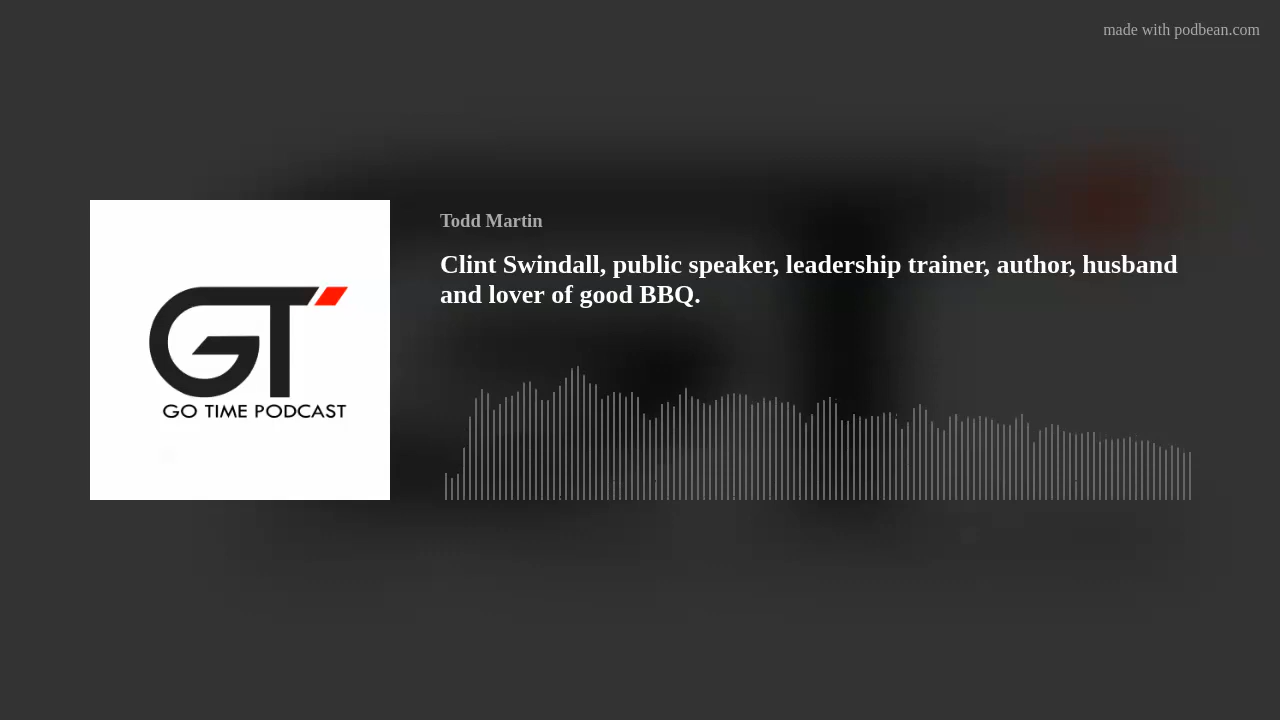 made with podbean.com
Todd Martin
Clint Swindall, public speaker, leadership trainer, author, husband
and lover of good BBQ.
GT
GO TIME PODCAST